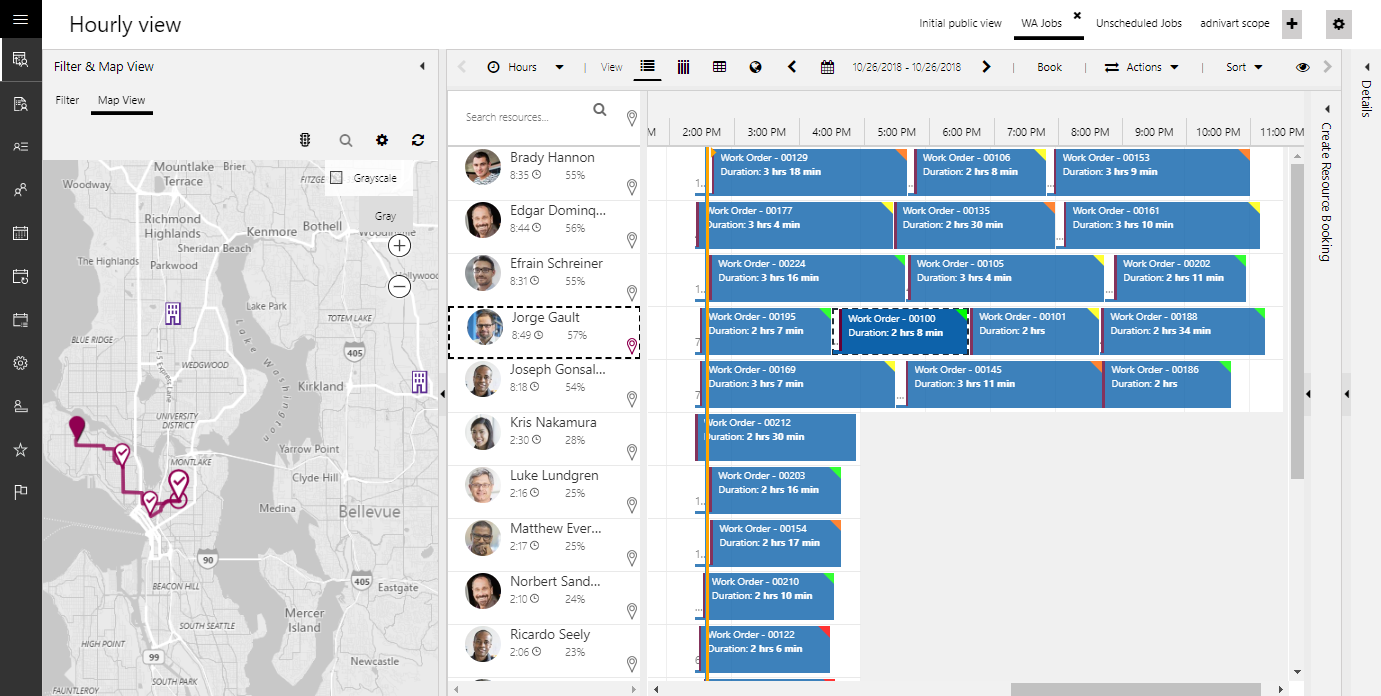 Hourly view
Initial public view
WA Jobs
Unscheduled Jobs
adnivart scope
Filter & Map View
Filter
Map View
Grayscale
Gray
Mountlake Terrace
Brier
Woodway
Richmond Highlands
Kenmore
Bothell
Sheridan Beach
The Highlands
Parkwood
Lake Park
TOTEM LAKE
BLUE RIDGE
405
WEDGWOOD
Lake Washington
Kirkland
UNIVERSITY DISTRICT
MONTLAKE
Yarrow Point
Clyde Hill
Medina
Bellevue
90
BEACON HILL
405
Eastgate
Mercer Island
SOUTH SEATTLE
HIGH POINT
99
Newcastle
SOUTH PARK
FAUNTLEROY
Hours
View
10/26/2018 - 10/26/2018
Book
Actions
Sort
Details
Create Resource Booking
Search resources...
M
2:00 PM
3:00 PM
4:00 PM
5:00 PM
6:00 PM
7:00 PM
8:00 PM
9:00 PM
10:00 PM
11:00 PM
Brady Hannon
8:35
55%
1..
Work Order - 00129
Duration: 3 hrs 18 min
...
Work Order - 00106
Duration: 2 hrs 8 min
...
Work Order - 00153
Duration: 3 hrs 9 min
Edgar Dominq...
8:44
56%
Work Order - 00177
Duration: 3 hrs 4 min
Work Order - 00135
Duration: 2 hrs 30 min
...
Work Order - 00161
Duration: 3 hrs 10 min
Efrain Schreiner
8:31
55%
1..
Work Order - 00224
Duration: 3 hrs 16 min
Work Order - 00105
Duration: 3 hrs 4 min
...
Work Order - 00202
Duration: 2 hrs 11 min
Jorge Gault
8:49
57%
7
Work Order - 00195
Duration: 2 hrs 7 min
Work Order - 00100
Duration: 2 hrs 8 min
Work Order - 00101
Duration: 2 hrs
Work Order - 00188
Duration: 2 hrs 34 min
Joseph Gonsal...
8:18
54%
7
Work Order - 00169
Duration: 3 hrs 7 min
...
Work Order - 00145
Duration: 3 hrs 11 min
Work Order - 00186
Duration: 2 hrs
Kris Nakamura
2:30
28%
Work Order - 00212
Duration: 2 hrs 30 min
Luke Lundgren
2:16
25%
1..
Work Order - 00203
Duration: 2 hrs 16 min
Matthew Ever...
2:17
25%
1..
Work Order - 00154
Duration: 2 hrs 17 min
Norbert Sand...
2:10
24%
...
Work Order - 00210
Duration: 2 hrs 10 min
Ricardo Seely
2:06
23%
6
Work Order - 00122
Duration: 2 hrs 6 min